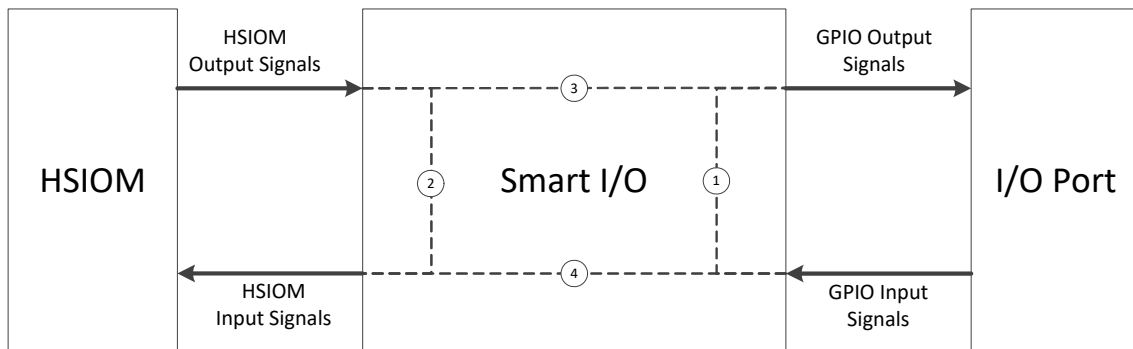 HSIOM
Output Signals
GPIO Output
Signals
3
HSIOM
2
Smart I/O
1
I/O Port
4
HSIOM
Input Signals
GPIO Input
Signals